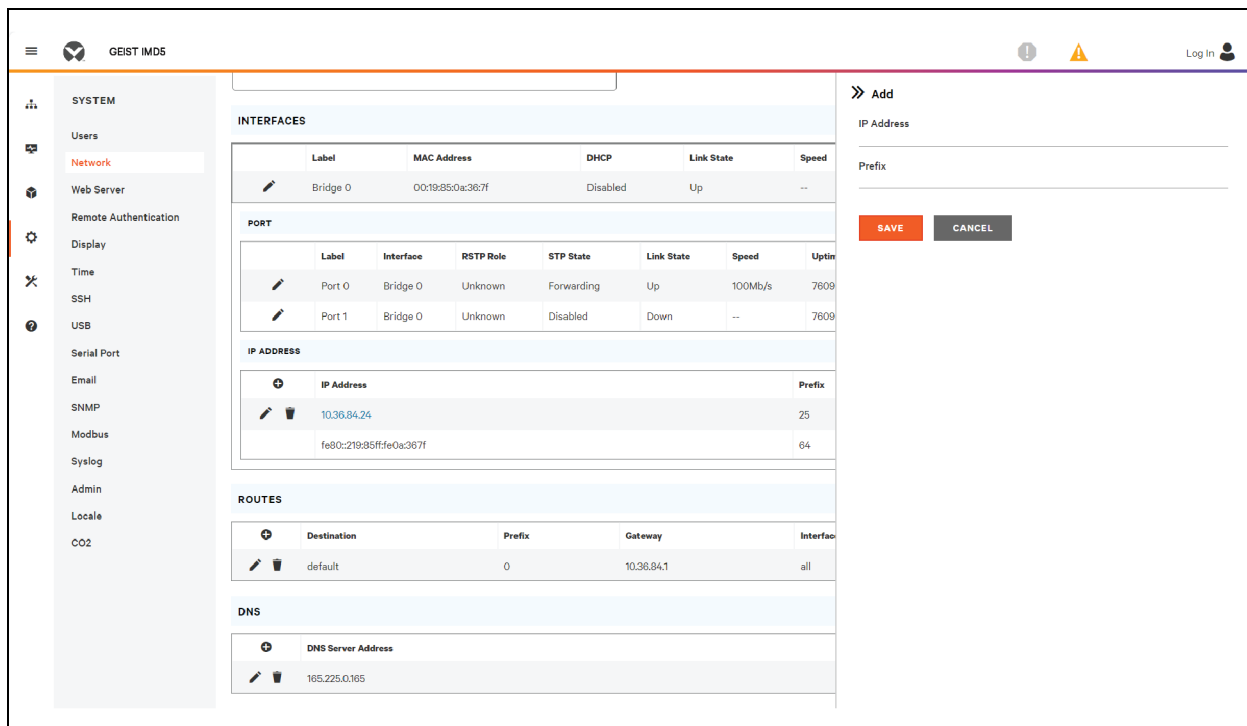 GEIST IMD5
Log In
SYSTEM
Users
Network
Web Server
Remote Authentication
Display
Time
SSH
USB
Serial Port
Email
SNMP
Modbus
Syslog
Admin
Locale
CO2
INTERFACES
Label MAC Address DHCP Link State Speed
Bridge 0 00:19:85:0a:36:7f Disabled Up --
PORT
Label Interface RSTP Role STP State Link State Speed
Port 0 Bridge 0 Unknown Forwarding Up 100Mb/s 7609
Port 1 Bridge 0 Unknown Disabled Down -- 7609
IP ADDRESS
IP Address Prefix
10.36.84.24 25
fe80::219:85ff:fe0a:367f 64
ROUTES
Destination Prefix Gateway
default 0 10.36.84.1 all
DNS
DNS Server Address
165.225.0.165
Add
IP Address
Prefix
SAVE CANCEL